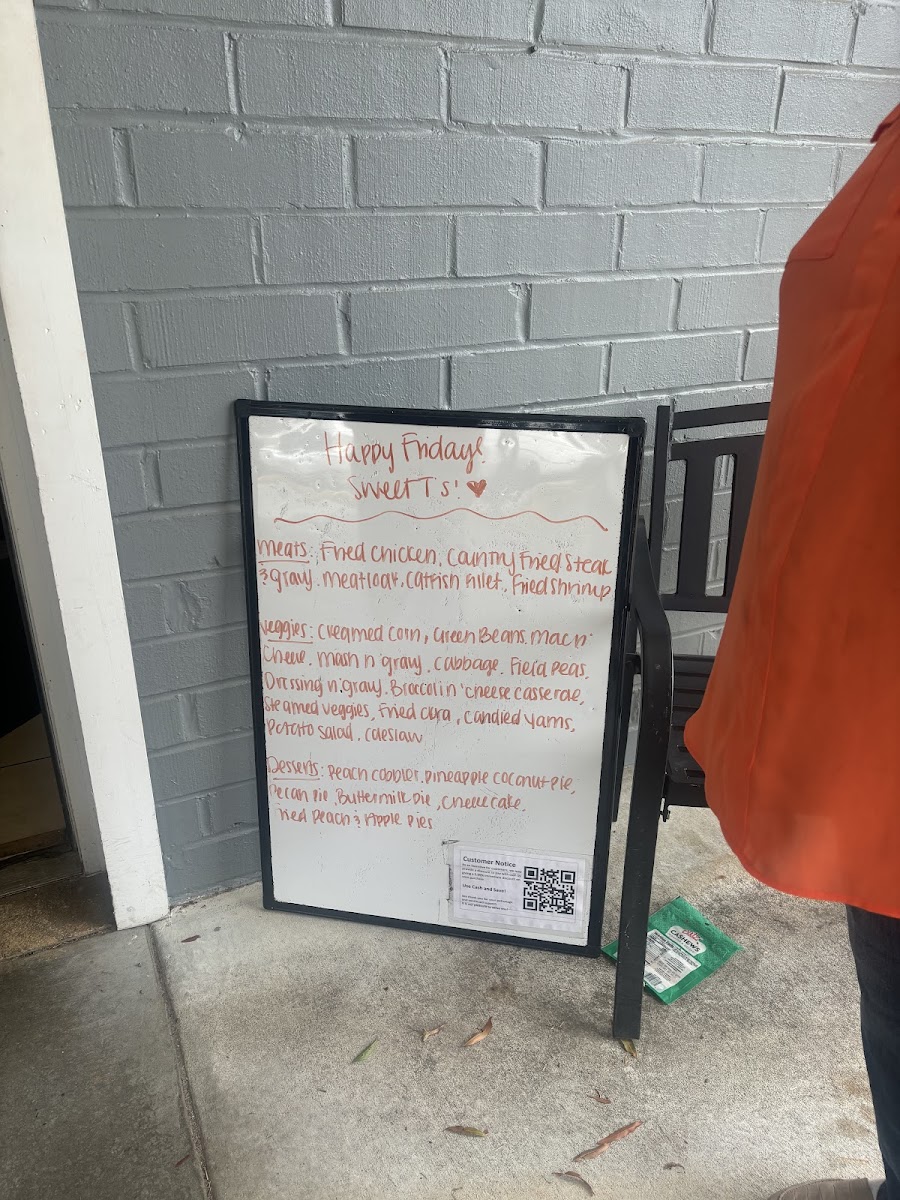 Happy Friday!
Sweet T's! ♥
Meats: Fried Chicken, Country Fried Steak
& gravy, Meatloaf, Catfish Fillet, Fried Shrimp
Veggies: Creamed Corn, Green Beans, Mac n'
Cheese, Mash n' gravy, Cabbage, Field Peas,
Dressing n' gravy, Broccoli n' cheese casserole,
Steamed veggies, Fried Okra, Candied Yams,
Potato Salad, Coleslaw
Desserts: Peach Cobbler, Pineapple Coconut Pie,
Pecan Pie, Buttermilk Pie, Cheesecake,
Fried Peach & Apple Pies
Customer Notice
Use Cash and Save!
CASHEWS